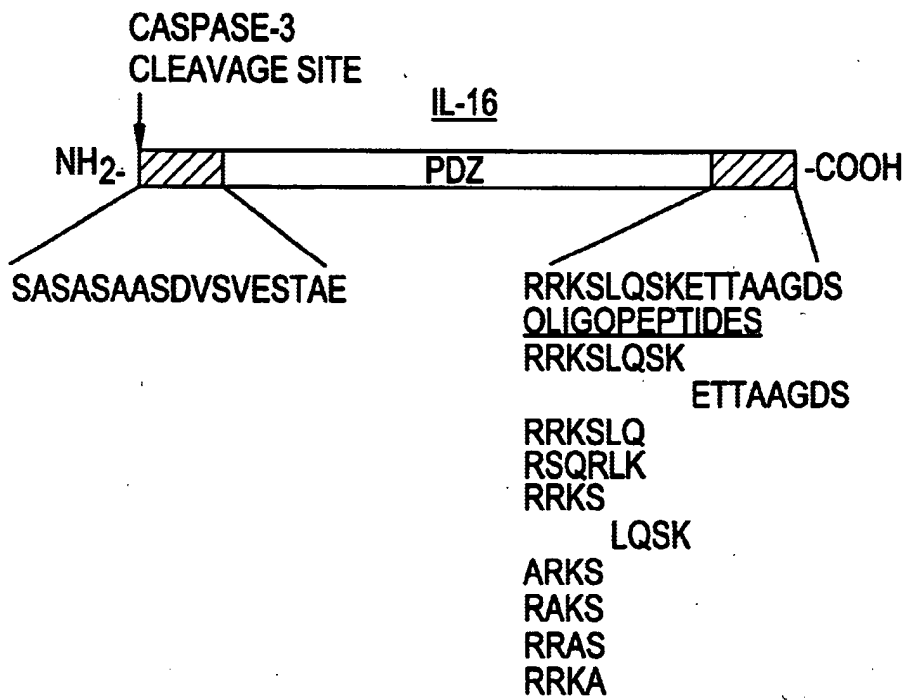 CASPASE-3
CLEAVAGE SITE
IL-16
NH2- PDZ -COOH
SASASAASDVSVESTAE
RRKSLQSKETTAAGDS
OLIGOPEPTIDES
RRKSLQSK
ETTAAGDS
RRKSLQ
RSQRLK
RRKS
LQSK
ARKS
RAKS
RRAS
RRKA